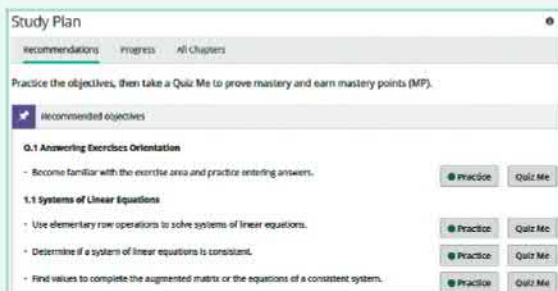 Study Plan
Recommendations Progress All Chapters
Practice the objectives, then take a Quiz Me to prove mastery and earn mastery points (MP).
Recommended objectives
0.1 Answering Exercises Orientation
- Become familiar with the exercise area and practice entering answers. Practice Quiz Me
1.1 Systems of Linear Equations
- Use elementary row operations to solve systems of linear equations. Practice Quiz Me
- Determine if a system of linear equations is consistent. Practice Quiz Me
- Find values to complete the augmented matrix or the equations of a consistent system. Practice Quiz Me